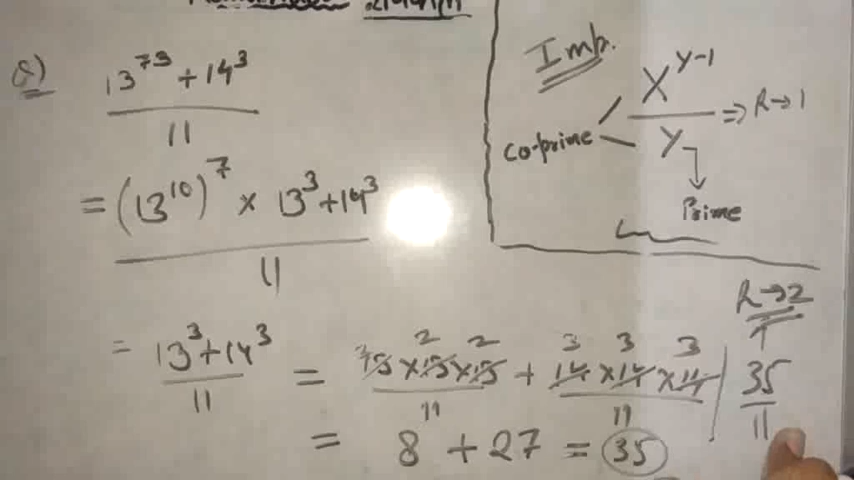 Q) 13^73 + 14^3 / 11
= (13^10)^7 × 13^3 + 14^3 / 11
= 13^3 + 14^3 / 11 = 13 × 13 × 13 / 11 + 14 × 14 × 14 / 11 | 35 / 11
2 2 2 3 3 3
R → 2
= 8 + 27 = 35
Imp.
co-prime X^(Y-1) / Y ⇒ R → 1
Prime